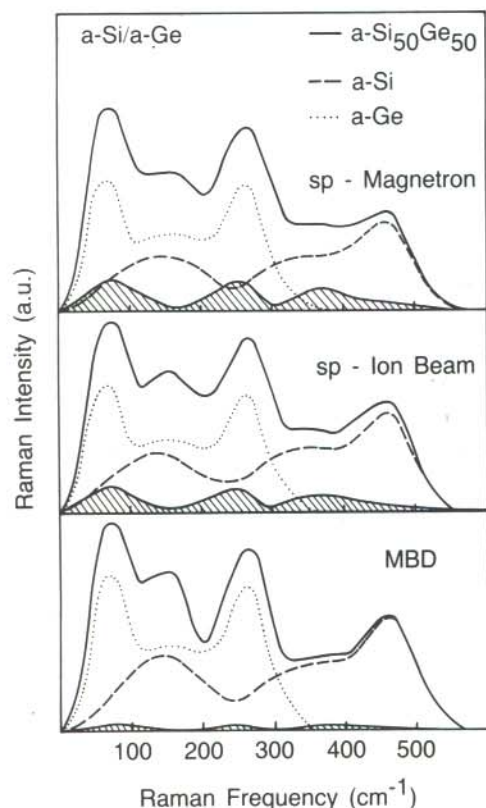 a-Si/a-Ge
a-Si₅₀Ge₅₀
a-Si
a-Ge
sp - Magnetron
sp - Ion Beam
MBD
Raman Intensity (a.u.)
100 200 300 400 500
Raman Frequency (cm⁻¹)